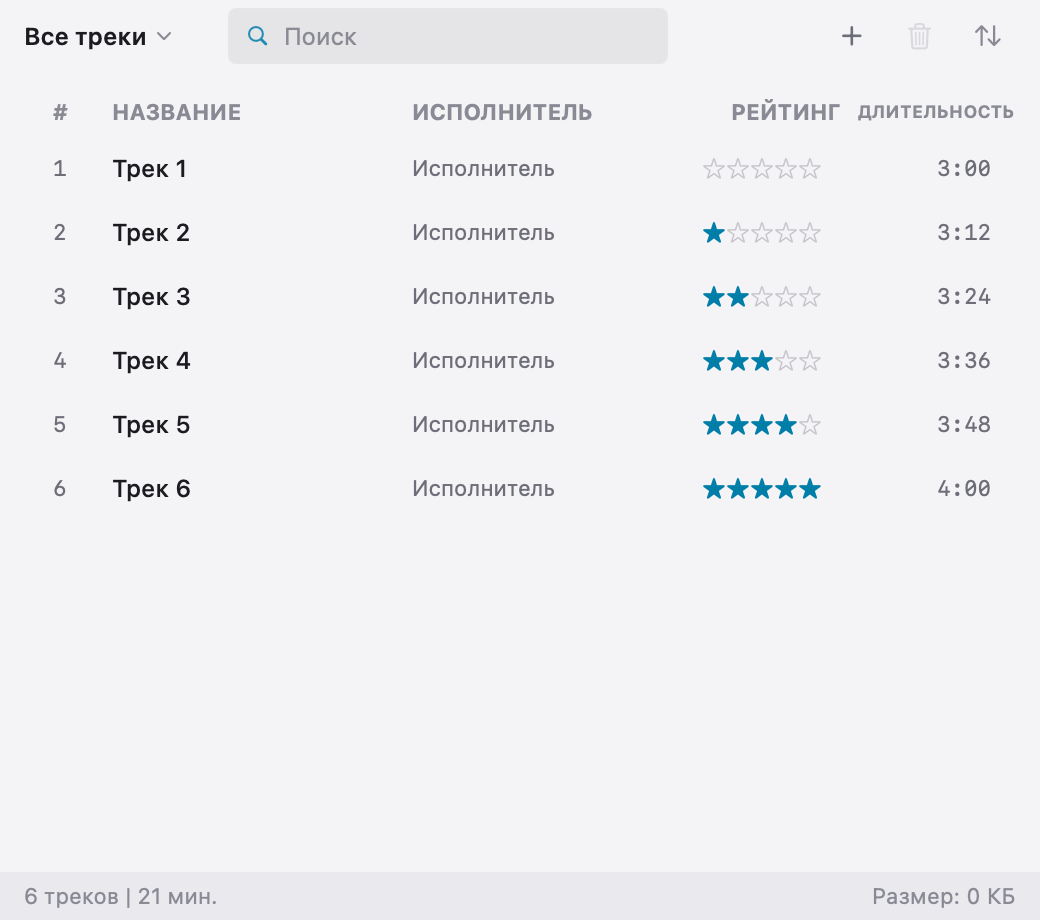 Все треки Поиск
# НАЗВАНИЕ ИСПОЛНИТЕЛЬ РЕЙТИНГ ДЛИТЕЛЬНОСТЬ
1 Трек 1 Исполнитель 3:00
2 Трек 2 Исполнитель 3:12
3 Трек 3 Исполнитель 3:24
4 Трек 4 Исполнитель 3:36
5 Трек 5 Исполнитель 3:48
6 Трек 6 Исполнитель 4:00
6 треков | 21 мин. Размер: 0 КБ